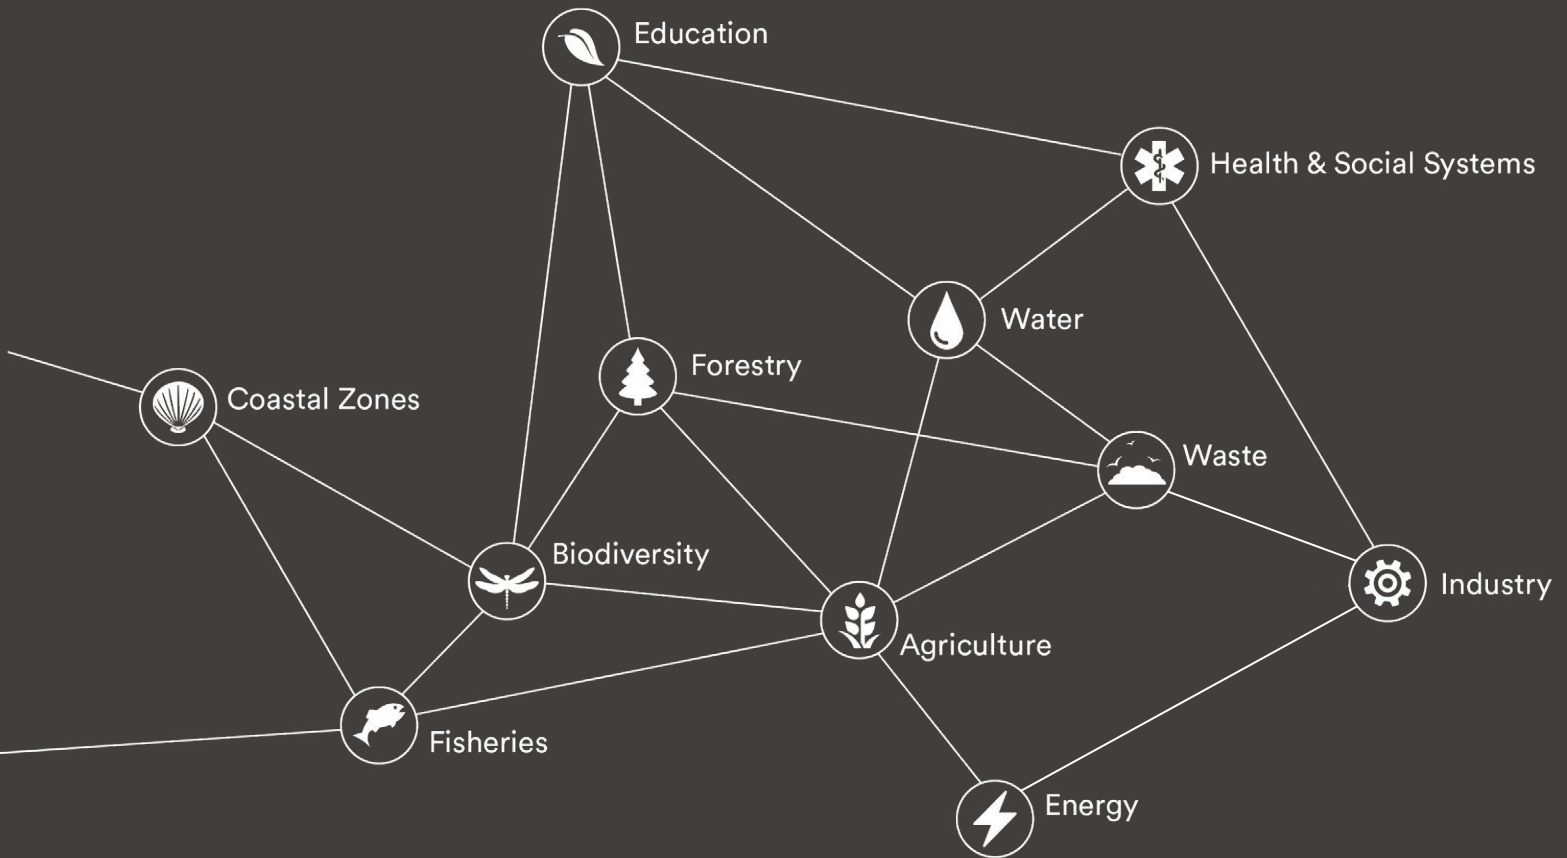 Education
Health & Social Systems
Water
Forestry
Coastal Zones
Waste
Biodiversity
Industry
Agriculture
Fisheries
Energy